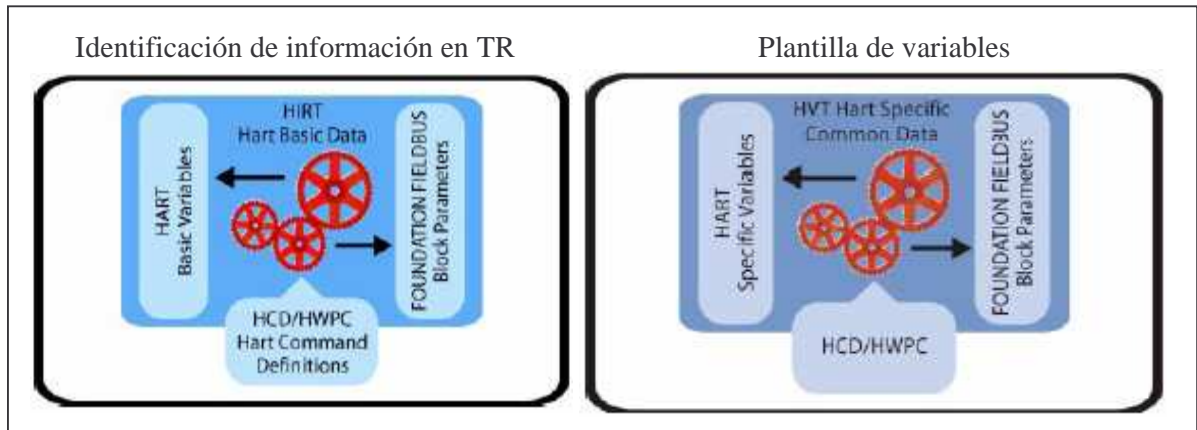 Identificación de información en TR
HIRT
Hart Basic Data
HART
Basic Variables
FOUNDATION FIELDBUS
Block Parameters
HCD/HWPC
Hart Command
Definitions
Plantilla de variables
HVT Hart Specific
Common Data
HART
Specific Variables
FOUNDATION FIELDBUS
Block Parameters
HCD/HWPC